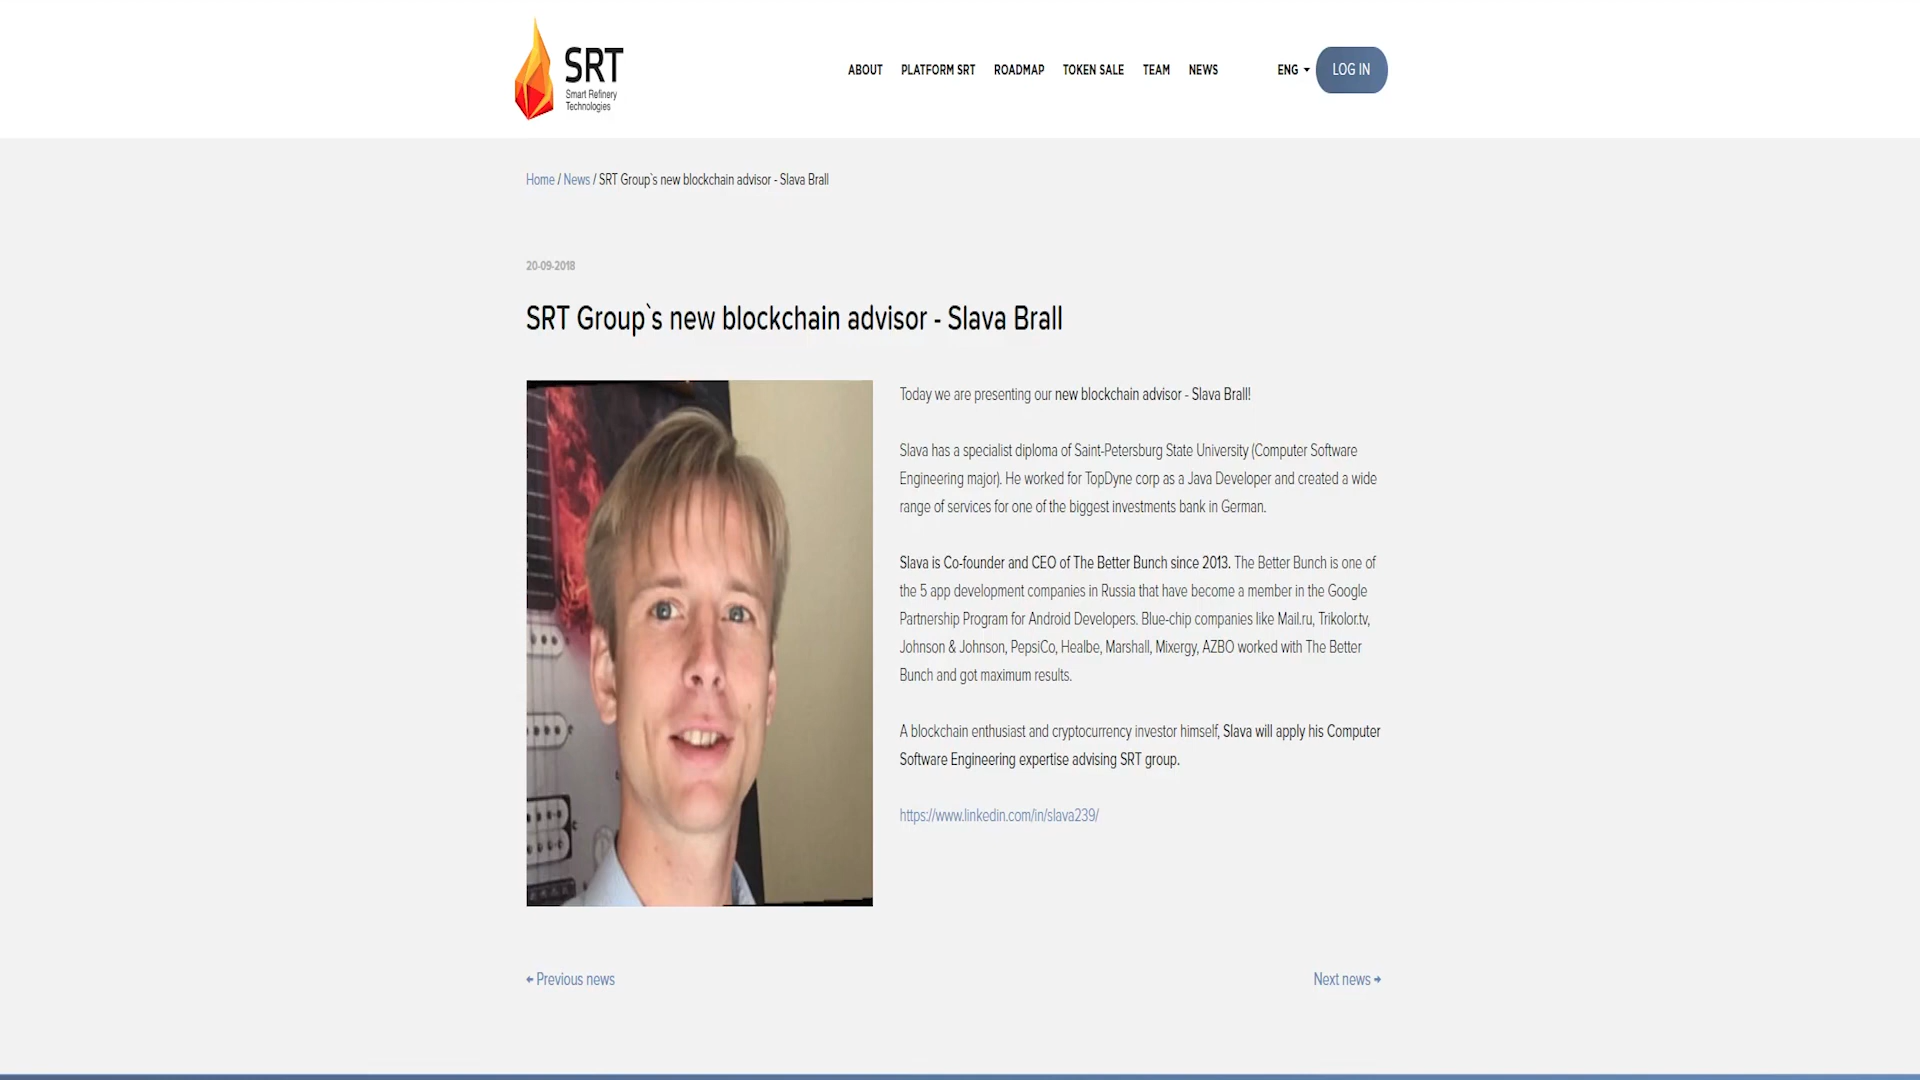 SRT
Smart Refinery
Technologies
ABOUT PLATFORM SRT ROADMAP TOKEN SALE TEAM NEWS ENG LOG IN
Home / News / SRT Group`s new blockchain advisor - Slava Brall
20-09-2018
SRT Group`s new blockchain advisor - Slava Brall
Today we are presenting our new blockchain advisor - Slava Brall!
Slava has a specialist diploma of Saint-Petersburg State University (Computer Software
Engineering major). He worked for TopDyne corp as a Java Developer and created a wide
range of services for one of the biggest investments bank in German.
Slava is Co-founder and CEO of The Better Bunch since 2013. The Better Bunch is one of
the 5 app development companies in Russia that have become a member in the Google
Partnership Program for Android Developers. Blue-chip companies like Mail.ru, Trikolor.tv,
Johnson & Johnson, PepsiCo, Healbe, Marshall, Mixergy, AZBO worked with The Better
Bunch and got maximum results.
A blockchain enthusiast and cryptocurrency investor himself, Slava will apply his Computer
Software Engineering expertise advising SRT group.
https://www.linkedin.com/in/slava239/
← Previous news
Next news →